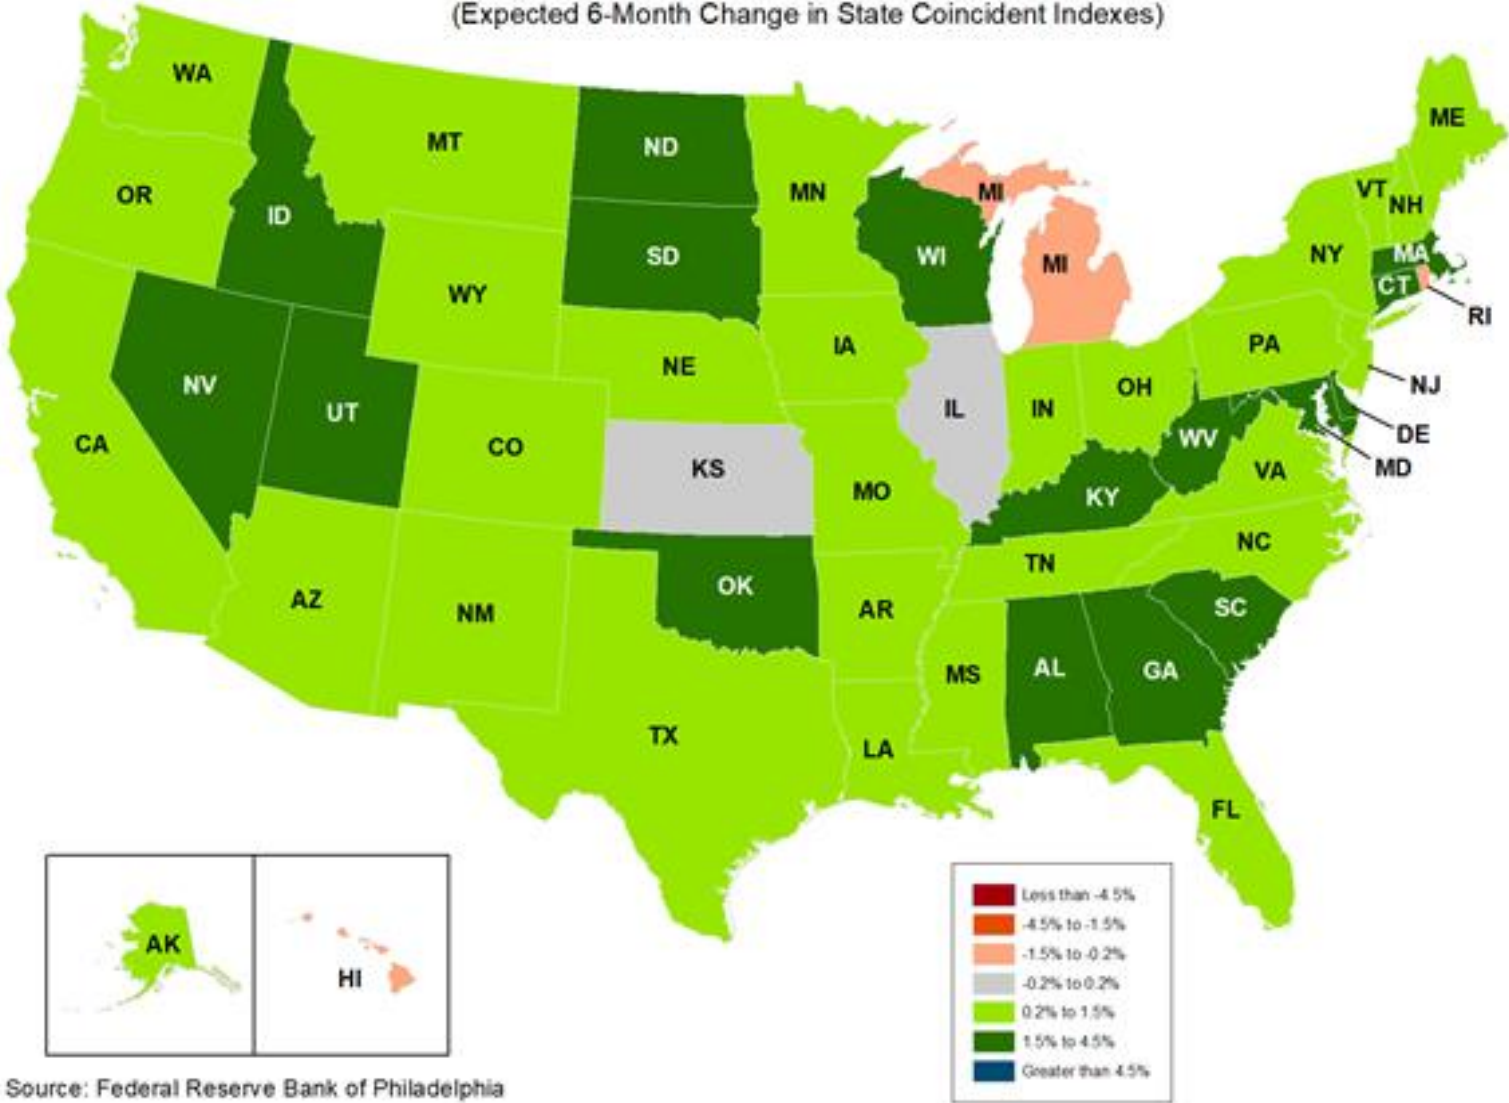 (Expected 6-Month Change in State Coincident Indexes)
WA
MT
ND
ME
OR
ID
MN
MI
VT
NH
SD
WI
MI
NY
MA
CT
WY
RI
IA
PA
NE
NV
UT
OH
NJ
IL
IN
DE
CA
CO
WV
MD
KS
VA
MO
KY
NC
TN
OK
AZ
NM
AR
SC
MS
AL
GA
TX
LA
FL
AK
HI
Less than -4.5%
-4.5% to -1.5%
-1.5% to -0.2%
-0.2% to 0.2%
0.2% to 1.5%
1.5% to 4.5%
Greater than 4.5%
Source: Federal Reserve Bank of Philadelphia